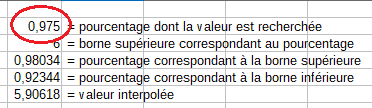 0,975 = pourcentage dont la valeur est recherchée
6 = borne supérieure correspondant au pourcentage
0,98034 = pourcentage correspondant à la borne supérieure
0,92344 = pourcentage correspondant à la borne inférieure
5,90618 = valeur interpolée